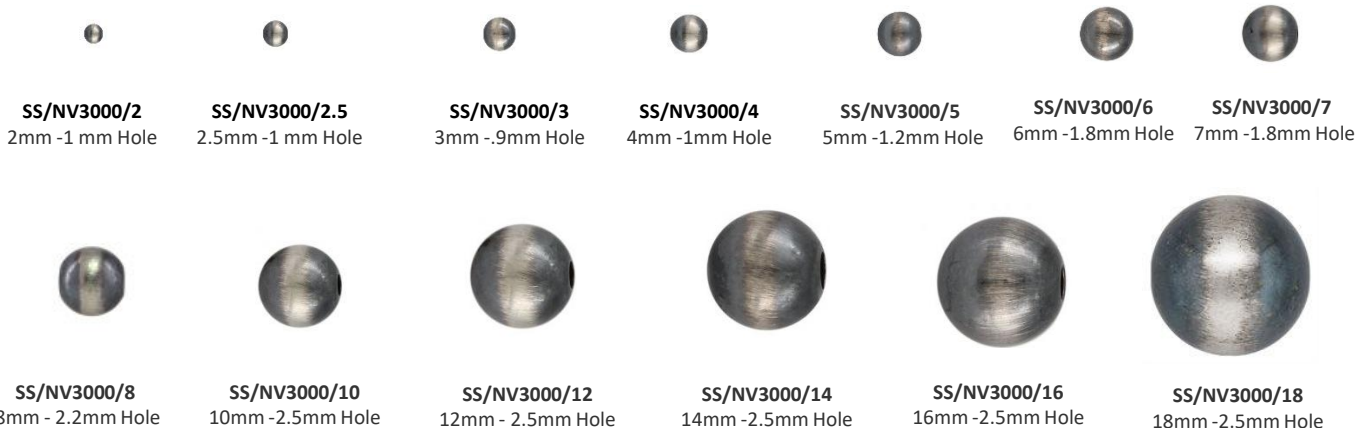 SS/NV3000/2
2mm -1 mm Hole
SS/NV3000/2.5
2.5mm -1 mm Hole
SS/NV3000/3
3mm -.9mm Hole
SS/NV3000/4
4mm -1mm Hole
SS/NV3000/5
5mm -1.2mm Hole
SS/NV3000/6
6mm -1.8mm Hole
SS/NV3000/7
7mm -1.8mm Hole
SS/NV3000/8
8mm - 2.2mm Hole
SS/NV3000/10
10mm -2.5mm Hole
SS/NV3000/12
12mm - 2.5mm Hole
SS/NV3000/14
14mm -2.5mm Hole
SS/NV3000/16
16mm -2.5mm Hole
SS/NV3000/18
18mm -2.5mm Hole